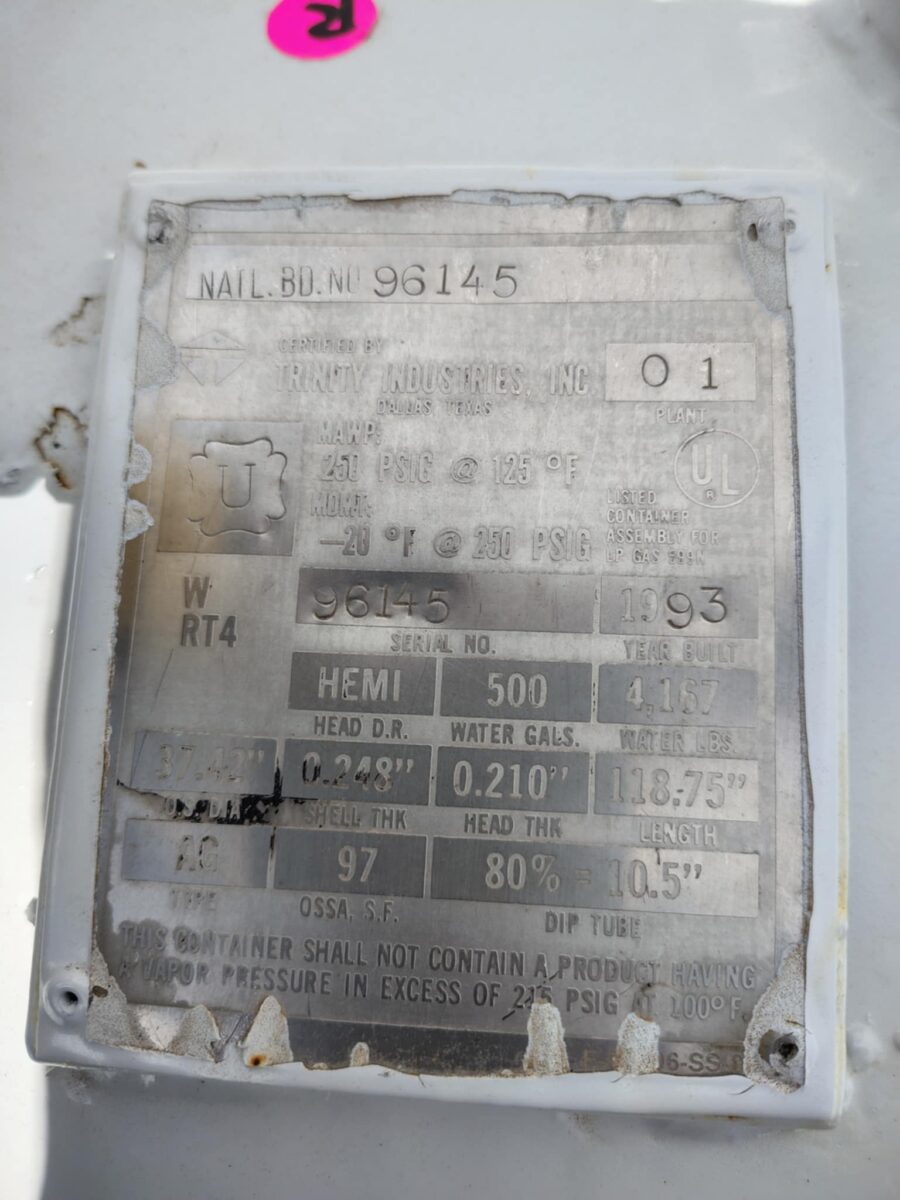 R
NATL.BD.NO 96145
CERTIFIED BY
TRINITY INDUSTRIES, INC
DALLAS, TEXAS
01
PLANT
U
MAWP:
250 PSIG @ 125 °F
MDMT:
-20 °F @ 250 PSIG
UL
®
LISTED
CONTAINER
ASSEMBLY FOR
LP GAS
W
RT4
96145
SERIAL NO.
1993
YEAR BUILT
HEMI
HEAD D.R.
500
WATER GALS.
4,167
WATER LBS.
37.42"
0.248"
SHELL THK
0.210"
HEAD THK
118.75"
LENGTH
AG
TYPE
97
OSSA, S.F.
80% = 10.5"
DIP TUBE
THIS CONTAINER SHALL NOT CONTAIN A PRODUCT HAVING
A VAPOR PRESSURE IN EXCESS OF 215 PSIG AT 100°F.